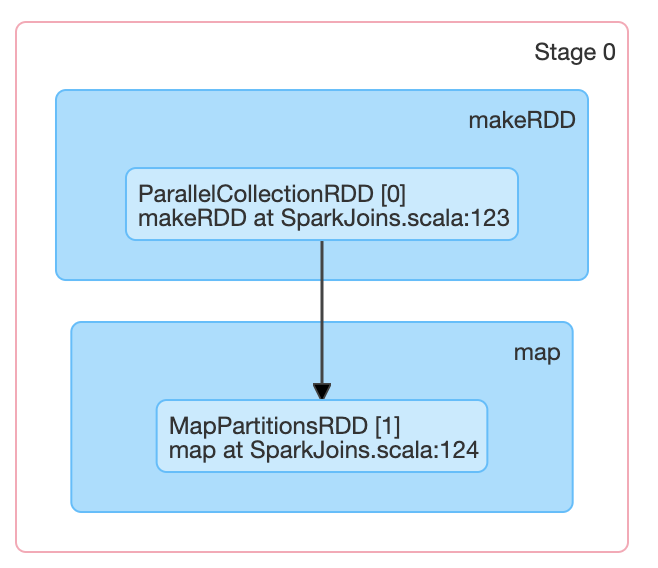 Stage 0
makeRDD
ParallelCollectionRDD [0]
makeRDD at SparkJoins.scala:123
map
MapPartitionsRDD [1]
map at SparkJoins.scala:124